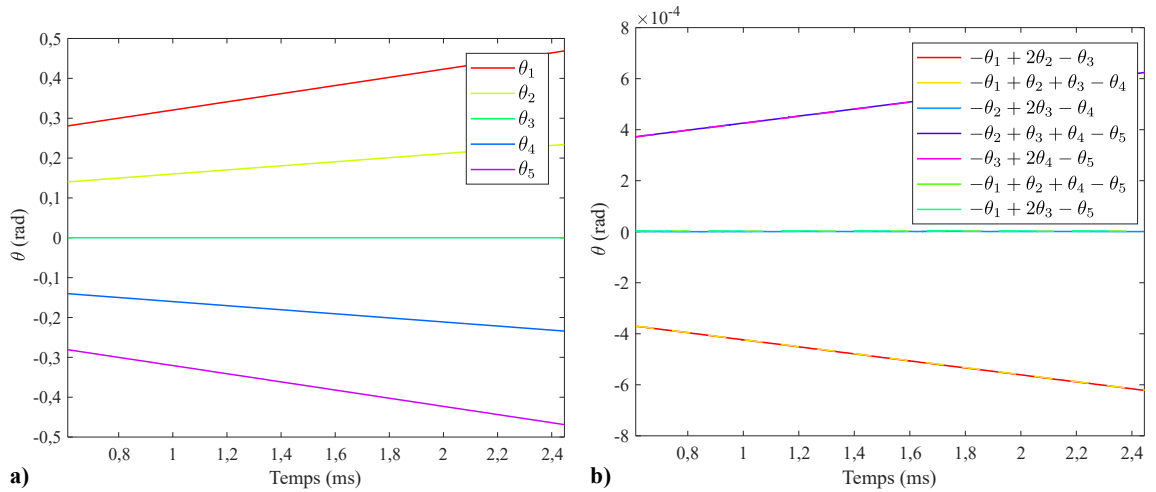 0,5
0,4
0,3
0,2
0,1
0
-0,1
-0,2
-0,3
-0,4
-0,5
θ (rad)
0,8 1 1,2 1,4 1,6 1,8 2 2,2 2,4
Temps (ms)
θ₁
θ₂
θ₃
θ₄
θ₅
a)
×10⁻⁴
8
6
4
2
0
-2
-4
-6
-8
θ (rad)
0,8 1 1,2 1,4 1,6 1,8 2 2,2 2,4
Temps (ms)
−θ₁ + 2θ₂ − θ₃
−θ₁ + θ₂ + θ₃ − θ₄
−θ₂ + 2θ₃ − θ₄
−θ₂ + θ₃ + θ₄ − θ₅
−θ₃ + 2θ₄ − θ₅
−θ₁ + θ₂ + θ₄ − θ₅
−θ₁ + 2θ₃ − θ₅
b)